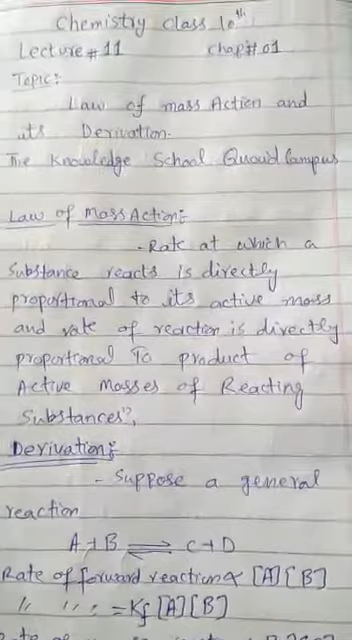 Chemistry Class 10th
Lecture # 11 Chap# 01
Topic:
Law of mass Action and
its Derivation.
The Knowledge School Quaid Campus
Law of Mass Action:
- Rate at which a
Substance reacts is directly
proportional to its active mass
and rate of reaction is directly
proportional To product of
Active Masses of Reacting
Substances",
Derivation:
- Suppose a general
reaction
A + B ⇌ C + D
Rate of forward reaction ∝ [A][B]
" " : = Kf [A][B]